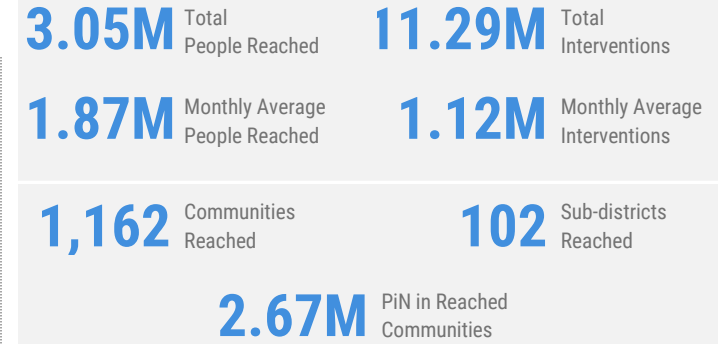 3.05M Total People Reached
11.29M Total Interventions
1.87M Monthly Average People Reached
1.12M Monthly Average Interventions
1,162 Communities Reached
102 Sub-districts Reached
2.67M PiN in Reached Communities